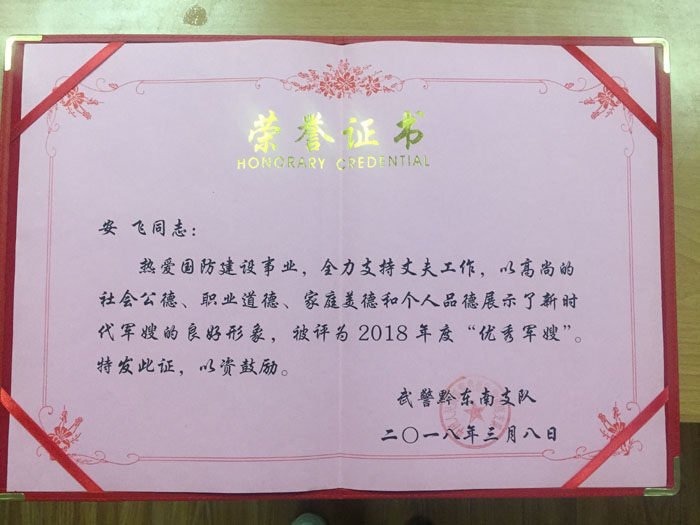 荣誉证书
HONORARY CREDENTIAL
安 飞同志：
热爱国防建设事业，全力支持丈夫工作，以高尚的
社会公德、职业道德、家庭美德和个人品德展示了新时
代军嫂的良好形象，被评为2018年度“优秀军嫂”。
特发此证，以资鼓励。
武警黔东南支队
二〇一八年三月八日